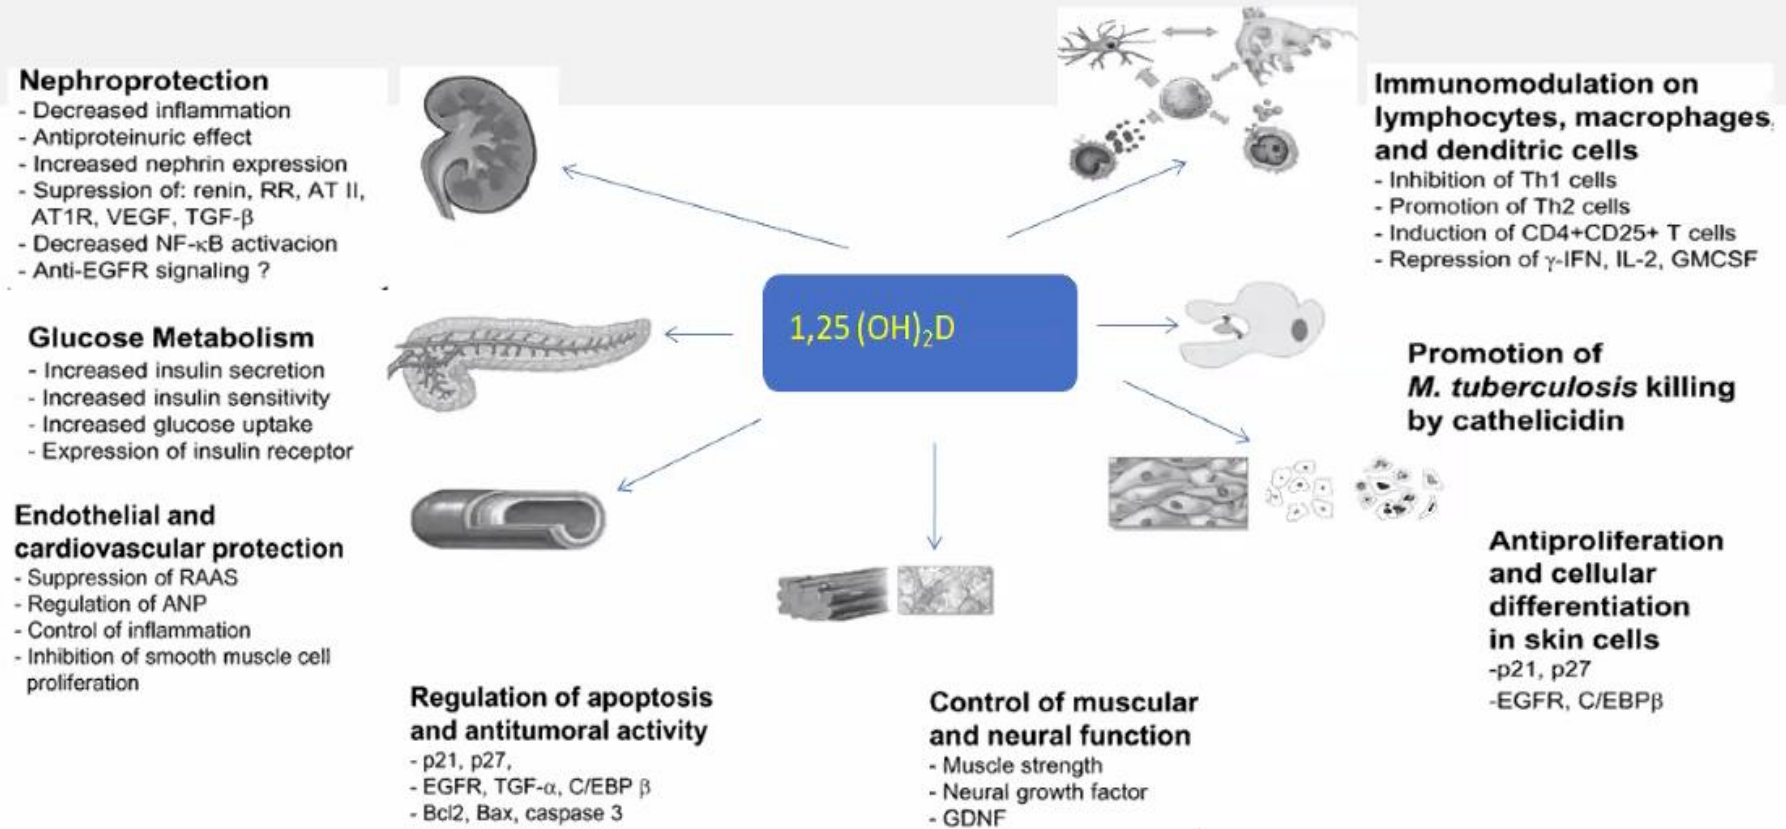 Nephroprotection
- Decreased inflammation
- Antiproteinuric effect
- Increased nephrin expression
- Supression of: renin, RR, AT II,
AT1R, VEGF, TGF-β
- Decreased NF-κB activacion
- Anti-EGFR signaling ?
Glucose Metabolism
- Increased insulin secretion
- Increased insulin sensitivity
- Increased glucose uptake
- Expression of insulin receptor
Endothelial and
cardiovascular protection
- Suppression of RAAS
- Regulation of ANP
- Control of inflammation
- Inhibition of smooth muscle cell
proliferation
1,25 (OH)₂D
Regulation of apoptosis
and antitumoral activity
- p21, p27,
- EGFR, TGF-α, C/EBP β
- Bcl2, Bax, caspase 3
Control of muscular
and neural function
- Muscle strength
- Neural growth factor
- GDNF
Immunomodulation on
lymphocytes, macrophages,
and denditric cells
- Inhibition of Th1 cells
- Promotion of Th2 cells
- Induction of CD4+CD25+ T cells
- Repression of γ-IFN, IL-2, GMCSF
Promotion of
M. tuberculosis killing
by cathelicidin
Antiproliferation
and cellular
differentiation
in skin cells
-p21, p27
-EGFR, C/EBPβ